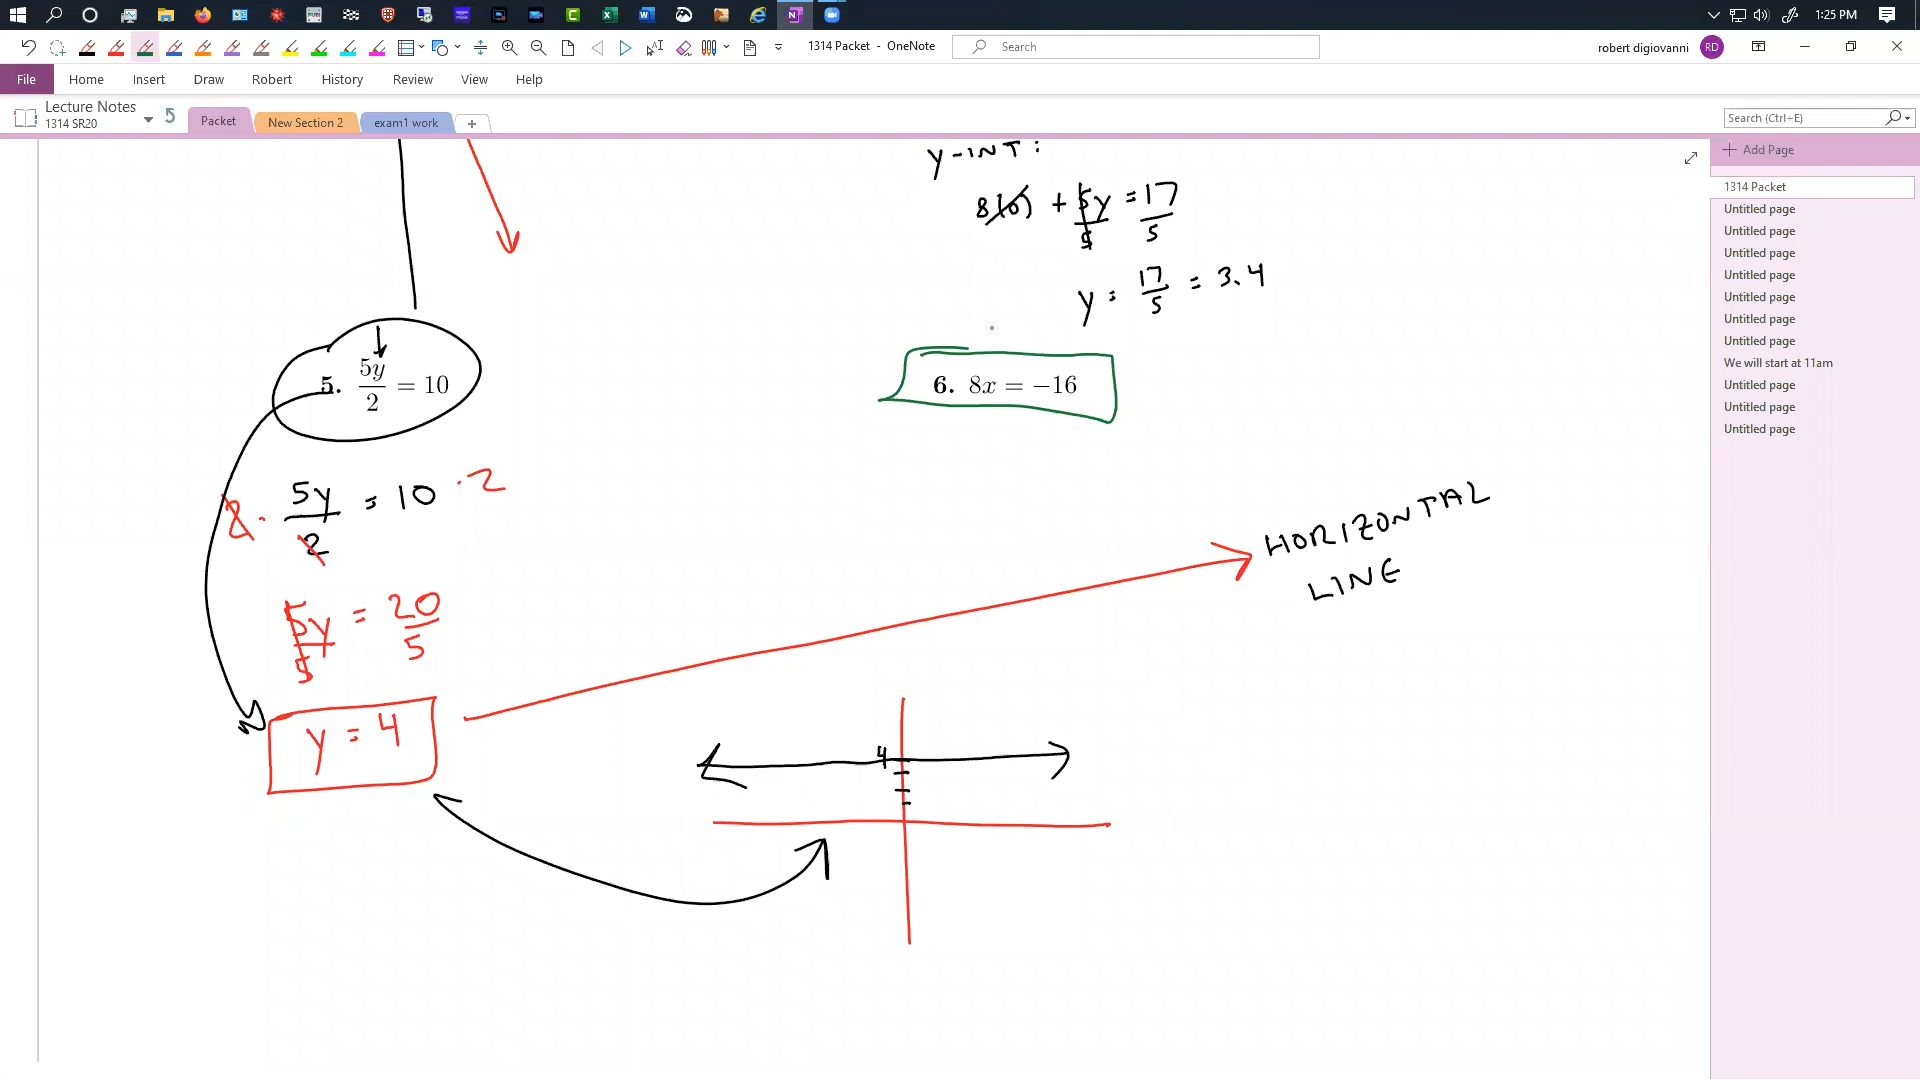 1:25 PM
1314 Packet - OneNote
Search
robert digiovanni
RD
File Home Insert Draw Robert History Review View Help
Lecture Notes
1314 SR20
Packet
New Section 2
exam1 work
Search (Ctrl+E)
Add Page
1314 Packet
Untitled page
Untitled page
Untitled page
Untitled page
Untitled page
Untitled page
Untitled page
We will start at 11am
Untitled page
Untitled page
Untitled page
Y-INT:
8(0) + 5y/5 = 17/5
y = 17/5 = 3.4
5. 5y/2 = 10
6. 8x = −16
2 · 5y/2 = 10 · 2
5y/5 = 20/5
y = 4
HORIZONTAL
LINE
4